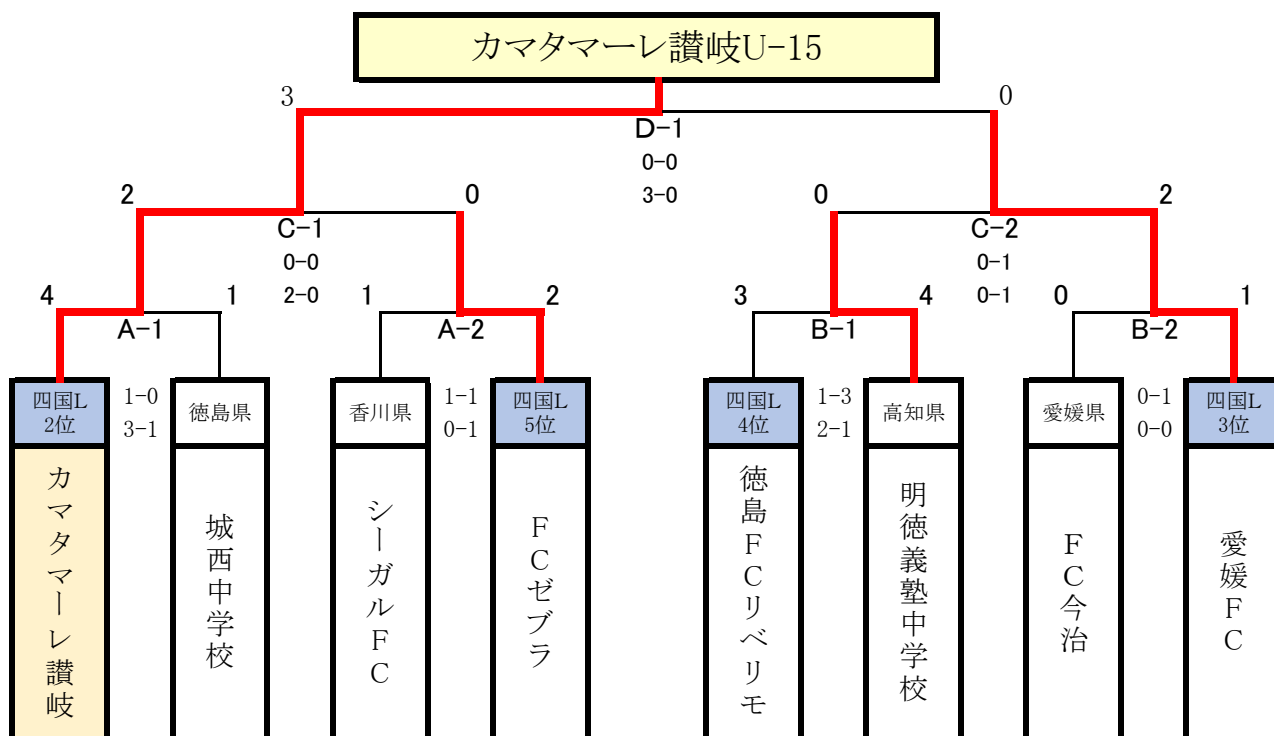 カマタマーレ讃岐U-15
3
0
D-1
0-0
3-0
2
0
0
2
C-1
0-0
2-0
C-2
0-1
0-1
4
1
1
2
3
4
0
1
A-1
A-2
B-1
B-2
四国L
2位
1-0
3-1
徳島県
香川県
1-1
0-1
四国L
5位
四国L
4位
1-3
2-1
高知県
愛媛県
0-1
0-0
四国L
3位
カマタマーレ讃岐
城西中学校
シーガルFC
FCゼブラ
徳島FCリベリモ
明徳義塾中学校
FC今治
愛媛FC